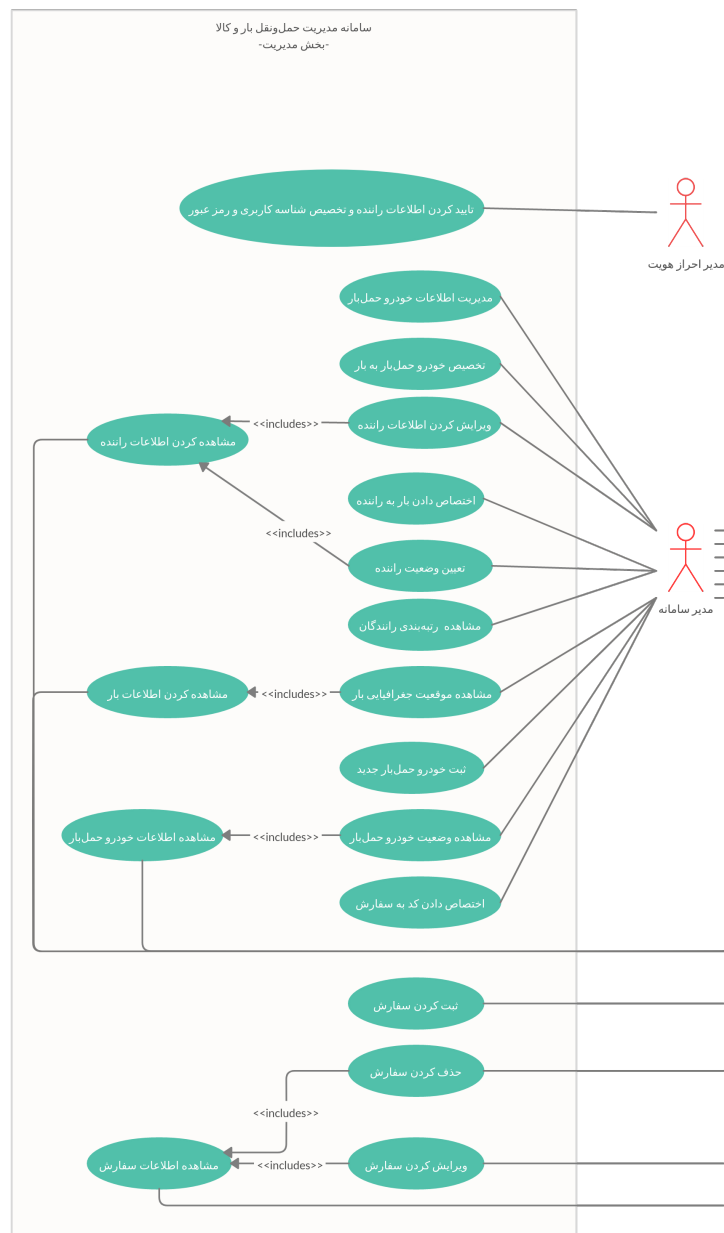 سامانه مدیریت حمل‌ونقل بار و کالا
-بخش مدیریت-
تایید کردن اطلاعات راننده و تخصیص شناسه کاربری و رمز عبور
مدیر احراز هویت
مدیریت اطلاعات خودرو حمل‌بار
تخصیص خودرو حمل‌بار به بار
ویرایش کردن اطلاعات راننده
<<includes>>
مشاهده کردن اطلاعات راننده
اختصاص دادن بار به راننده
<<includes>>
تعیین وضعیت راننده
مدیر سامانه
مشاهده رتبه‌بندی رانندگان
مشاهده موقعیت جغرافیایی بار
<<includes>>
مشاهده کردن اطلاعات بار
ثبت خودرو حمل‌بار جدید
مشاهده وضعیت خودرو حمل‌بار
<<includes>>
مشاهده اطلاعات خودرو حمل‌بار
اختصاص دادن کد به سفارش
ثبت کردن سفارش
حذف کردن سفارش
<<includes>>
ویرایش کردن سفارش
<<includes>>
مشاهده اطلاعات سفارش